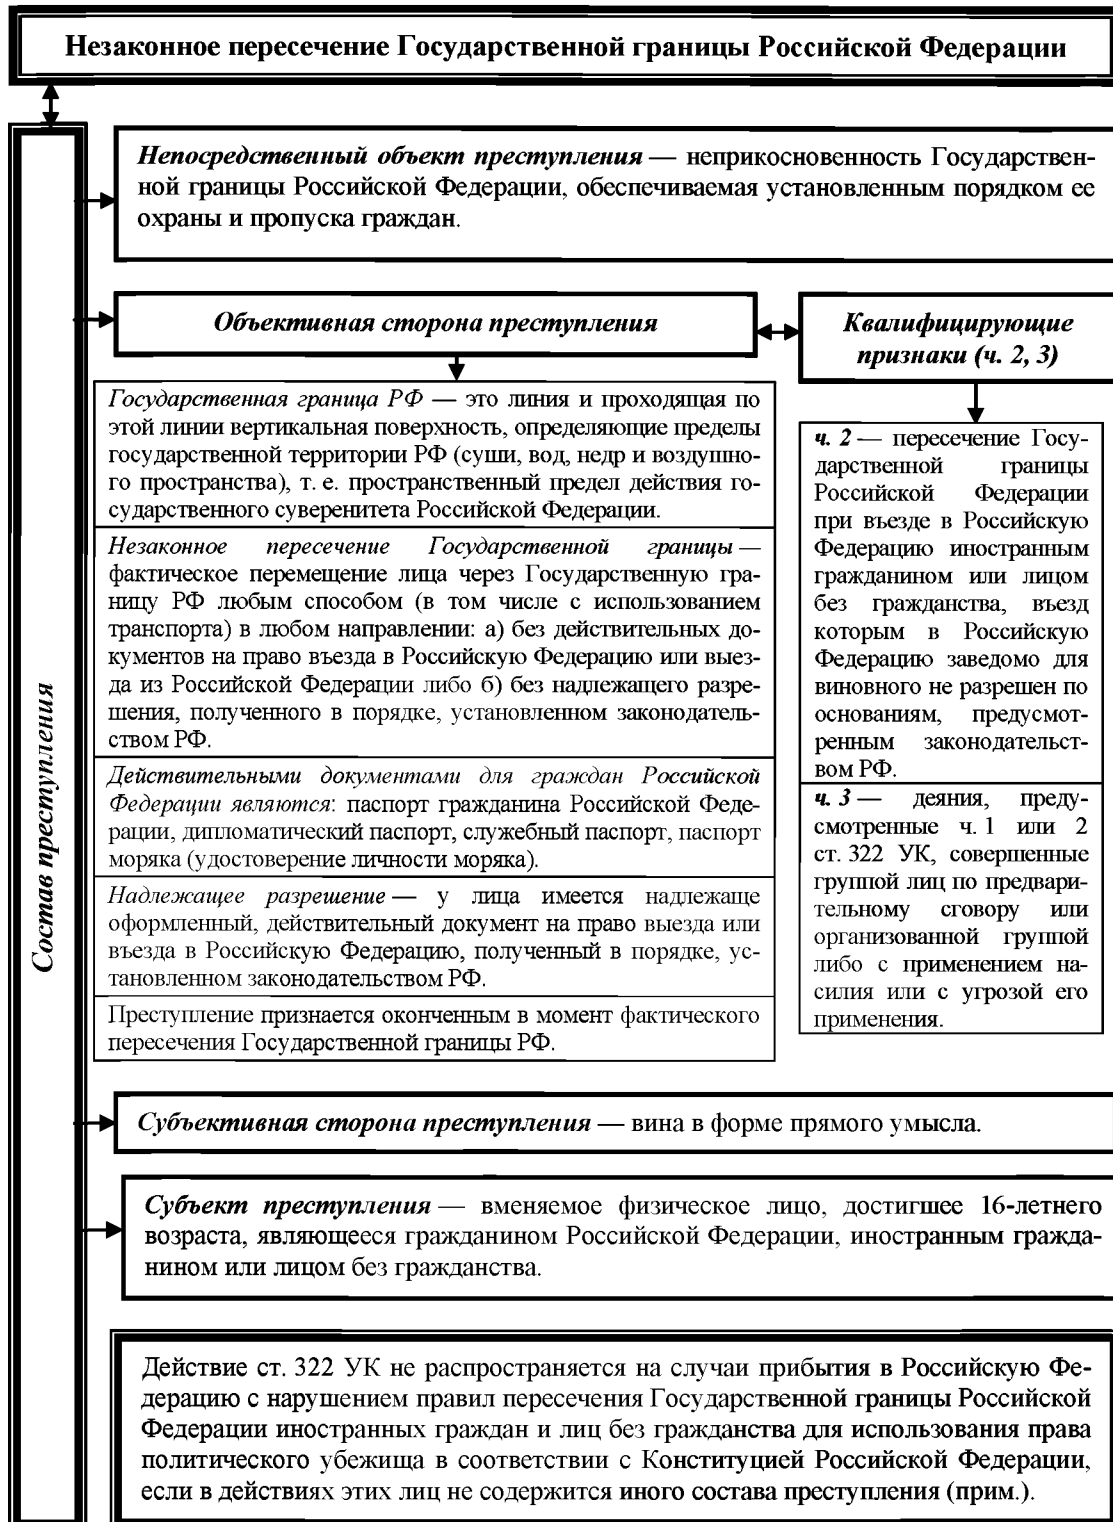 Незаконное пересечение Государственной границы Российской Федерации
Состав преступления
Непосредственный объект преступления — неприкосновенность Государствен-
ной границы Российской Федерации, обеспечиваемая установленным порядком ее
охраны и пропуска граждан.
Объективная сторона преступления
Государственная граница РФ — это линия и проходящая по
этой линии вертикальная поверхность, определяющие пределы
государственной территории РФ (суши, вод, недр и воздушно-
го пространства), т. е. пространственный предел действия го-
сударственного суверенитета Российской Федерации.
Незаконное пересечение Государственной границы —
фактическое перемещение лица через Государственную гра-
ницу РФ любым способом (в том числе с использованием
транспорта) в любом направлении: а) без действительных до-
кументов на право въезда в Российскую Федерацию или выез-
да из Российской Федерации либо б) без надлежащего разре-
шения, полученного в порядке, установленном законодатель-
ством РФ.
Действительными документами для граждан Российской
Федерации являются: паспорт гражданина Российской Феде-
рации, дипломатический паспорт, служебный паспорт, паспорт
моряка (удостоверение личности моряка).
Надлежащее разрешение — у лица имеется надлежаще
оформленный, действительный документ на право выезда или
въезда в Российскую Федерацию, полученный в порядке, ус-
тановленном законодательством РФ.
Преступление признается оконченным в момент фактического
пересечения Государственной границы РФ.
Квалифицирующие
признаки (ч. 2, 3)
ч. 2 — пересечение Госу-
дарственной границы
Российской Федерации
при въезде в Российскую
Федерацию иностранным
гражданином или лицом
без гражданства, въезд
которым в Российскую
Федерацию заведомо для
виновного не разрешен по
основаниям, предусмот-
ренным законодательст-
вом РФ.
ч. 3 — деяния, преду-
смотренные ч. 1 или 2
ст. 322 УК, совершенные
группой лиц по предвари-
тельному сговору или
организованной группой
либо с применением на-
силия или с угрозой его
применения.
Субъективная сторона преступления — вина в форме прямого умысла.
Субъект преступления — вменяемое физическое лицо, достигшее 16-летнего
возраста, являющееся гражданином Российской Федерации, иностранным гражда-
нином или лицом без гражданства.
Действие ст. 322 УК не распространяется на случаи прибытия в Российскую Фе-
дерацию с нарушением правил пересечения Государственной границы Российской
Федерации иностранных граждан и лиц без гражданства для использования права
политического убежища в соответствии с Конституцией Российской Федерации,
если в действиях этих лиц не содержится иного состава преступления (прим.).